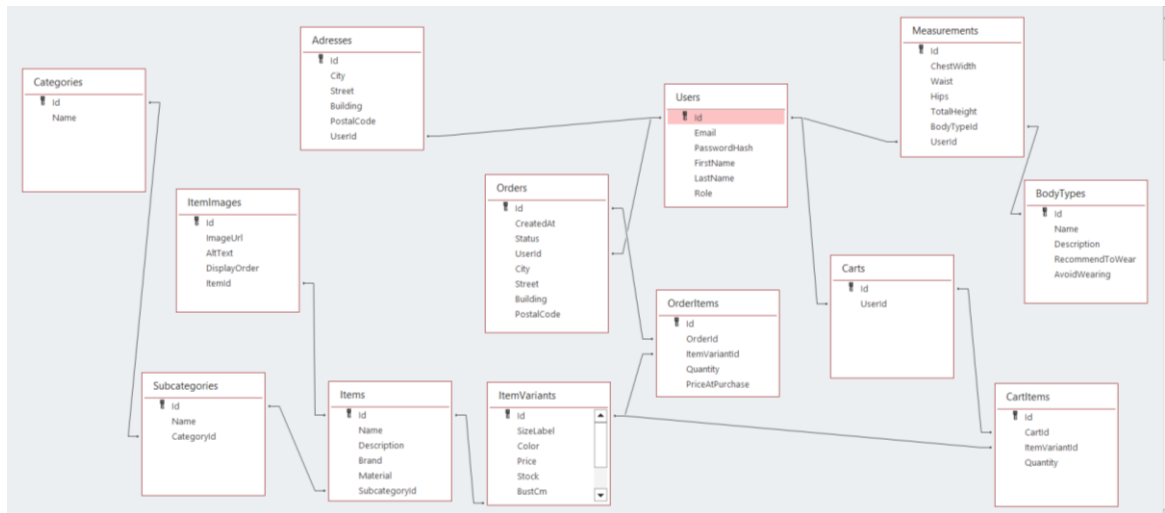 Categories
Id
Name
Adresses
Id
City
Street
Building
PostalCode
UserId
Users
Id
Email
PasswordHash
FirstName
LastName
Role
Measurements
Id
ChestWidth
Waist
Hips
TotalHeight
BodyTypeId
UserId
ItemImages
Id
ImageUrl
AltText
DisplayOrder
ItemId
Orders
Id
CreatedAt
Status
UserId
City
Street
Building
PostalCode
BodyTypes
Id
Name
Description
RecommendToWear
AvoidWearing
Carts
Id
UserId
OrderItems
Id
OrderId
ItemVariantId
Quantity
PriceAtPurchase
Subcategories
Id
Name
CategoryId
Items
Id
Name
Description
Brand
Material
SubcategoryId
ItemVariants
Id
SizeLabel
Color
Price
Stock
BustCm
CartItems
Id
CartId
ItemVariantId
Quantity